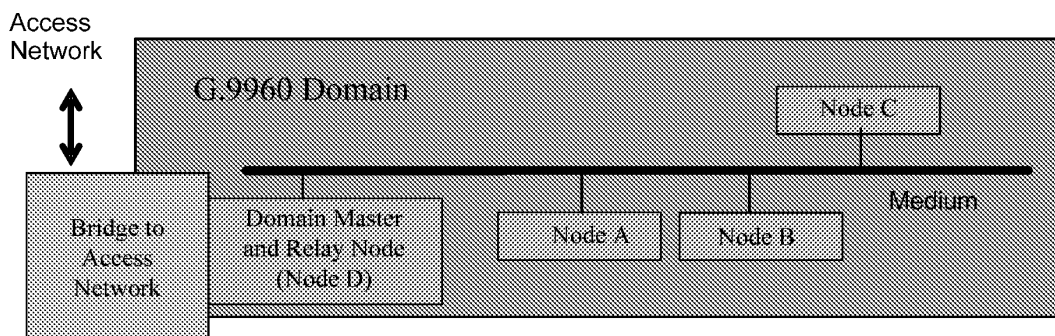 Access
Network
G.9960 Domain
Node C
Medium
Bridge to
Access
Network
Domain Master
and Relay Node
(Node D)
Node A
Node B